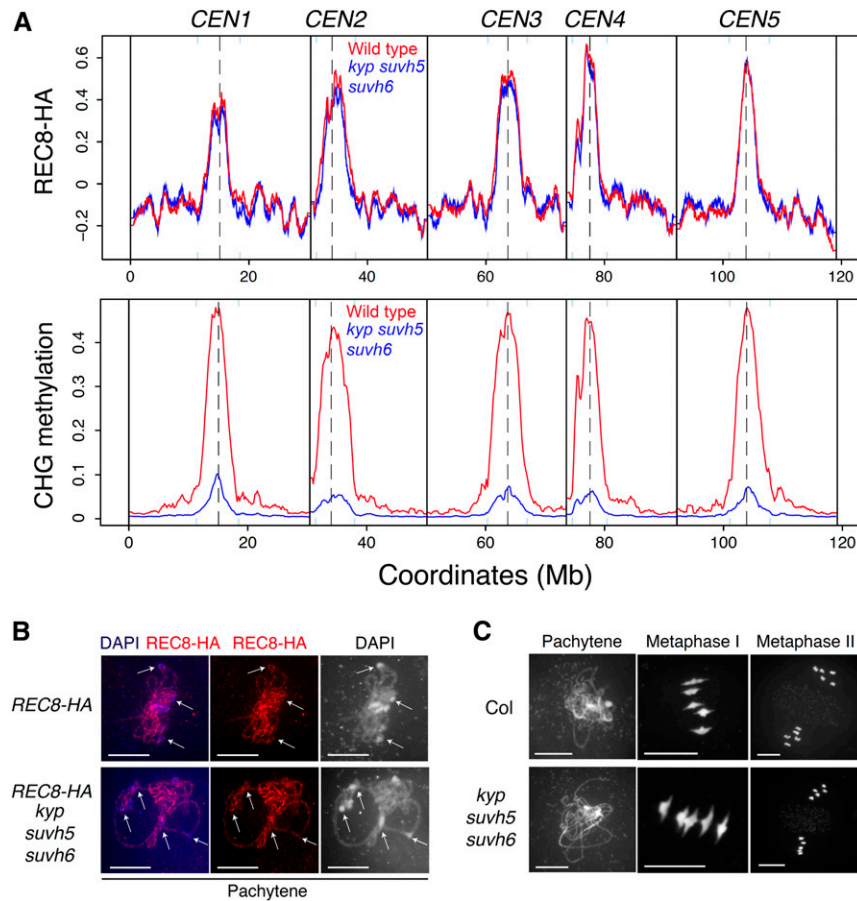 A
CEN1 CEN2 CEN3 CEN4 CEN5
REC8-HA
0.6
0.4
0.2
0
−0.2
Wild type
kyp suvh5
suvh6
0 20 40 60 80 100 120
CHG methylation
0.4
0.3
0.2
0.1
0
Wild type
kyp suvh5
suvh6
0 20 40 60 80 100 120
Coordinates (Mb)
B
DAPI REC8-HA REC8-HA DAPI
REC8-HA
REC8-HA
kyp
suvh5
suvh6
Pachytene
C
Pachytene Metaphase I Metaphase II
Col
kyp
suvh5
suvh6